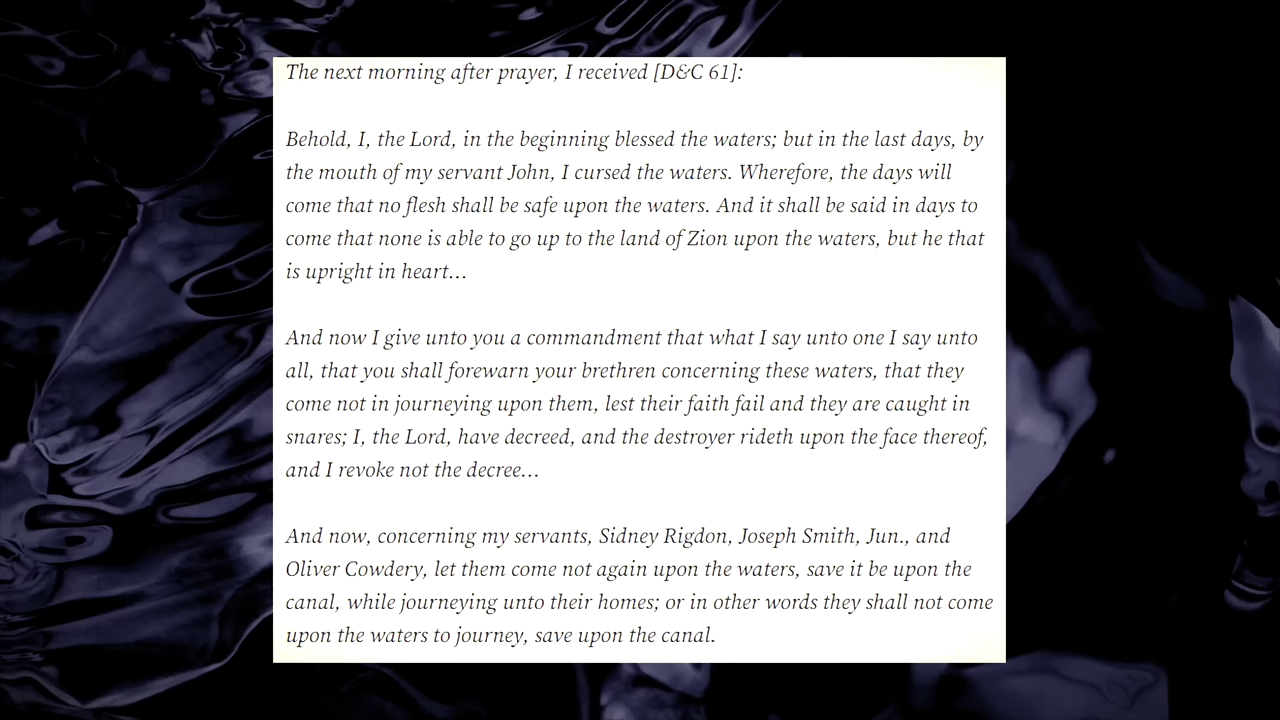 The next morning after prayer, I received [D&C 61]:
Behold, I, the Lord, in the beginning blessed the waters; but in the last days, by
the mouth of my servant John, I cursed the waters. Wherefore, the days will
come that no flesh shall be safe upon the waters. And it shall be said in days to
come that none is able to go up to the land of Zion upon the waters, but he that
is upright in heart…
And now I give unto you a commandment that what I say unto one I say unto
all, that you shall forewarn your brethren concerning these waters, that they
come not in journeying upon them, lest their faith fail and they are caught in
snares; I, the Lord, have decreed, and the destroyer rideth upon the face thereof,
and I revoke not the decree…
And now, concerning my servants, Sidney Rigdon, Joseph Smith, Jun., and
Oliver Cowdery, let them come not again upon the waters, save it be upon the
canal, while journeying unto their homes; or in other words they shall not come
upon the waters to journey, save upon the canal.